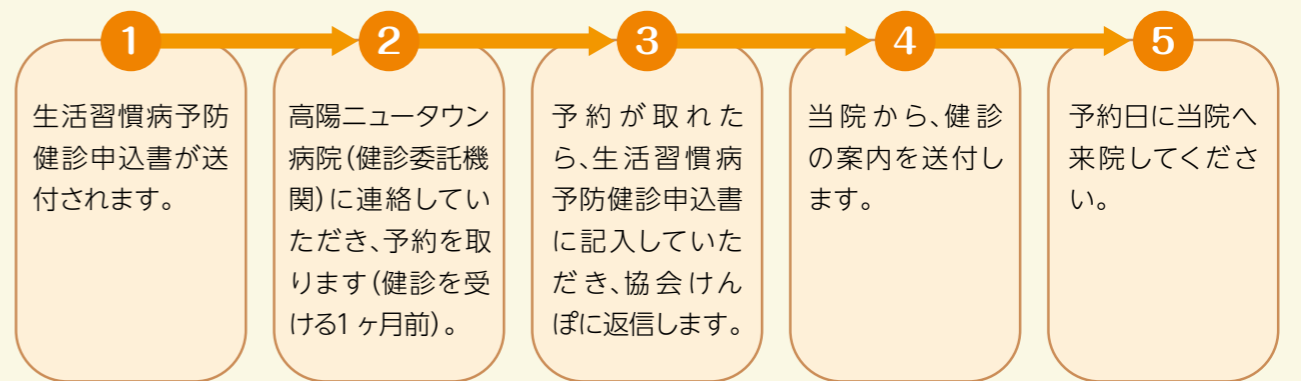 1
生活習慣病予防
健診申込書が送
付されます。
2
高陽ニュータウン
病院(健診委託機
関)に連絡してい
ただき、予約を取
ります(健診を受
ける1ヶ月前)。
3
予約が取れた
ら、生活習慣病
予防健診申込書
に記入していた
だき、協会けん
ぽに返信します。
4
当院から、健診
の案内を送付し
ます。
5
予約日に当院へ
来院してくださ
い。